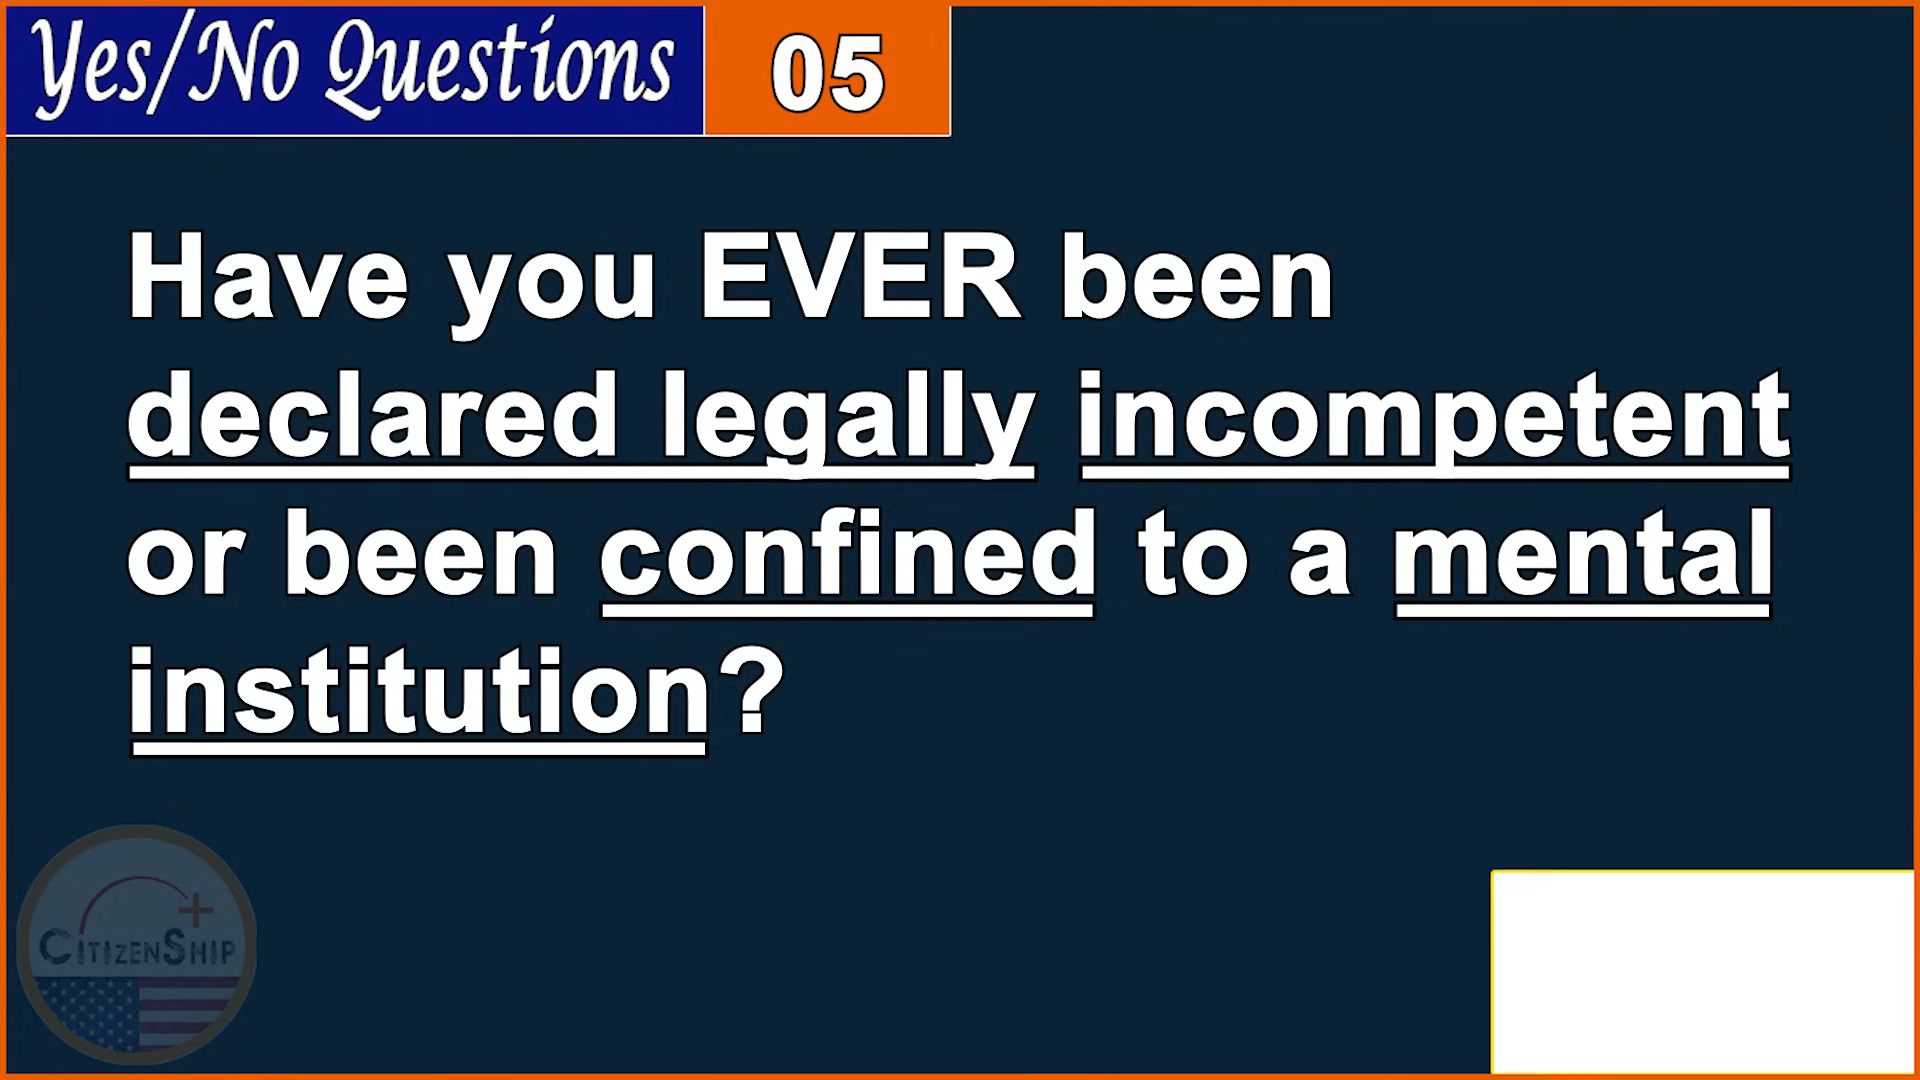 Yes/No Questions 05
Have you EVER been
declared legally incompetent
or been confined to a mental
institution?
CITIZENSHIP